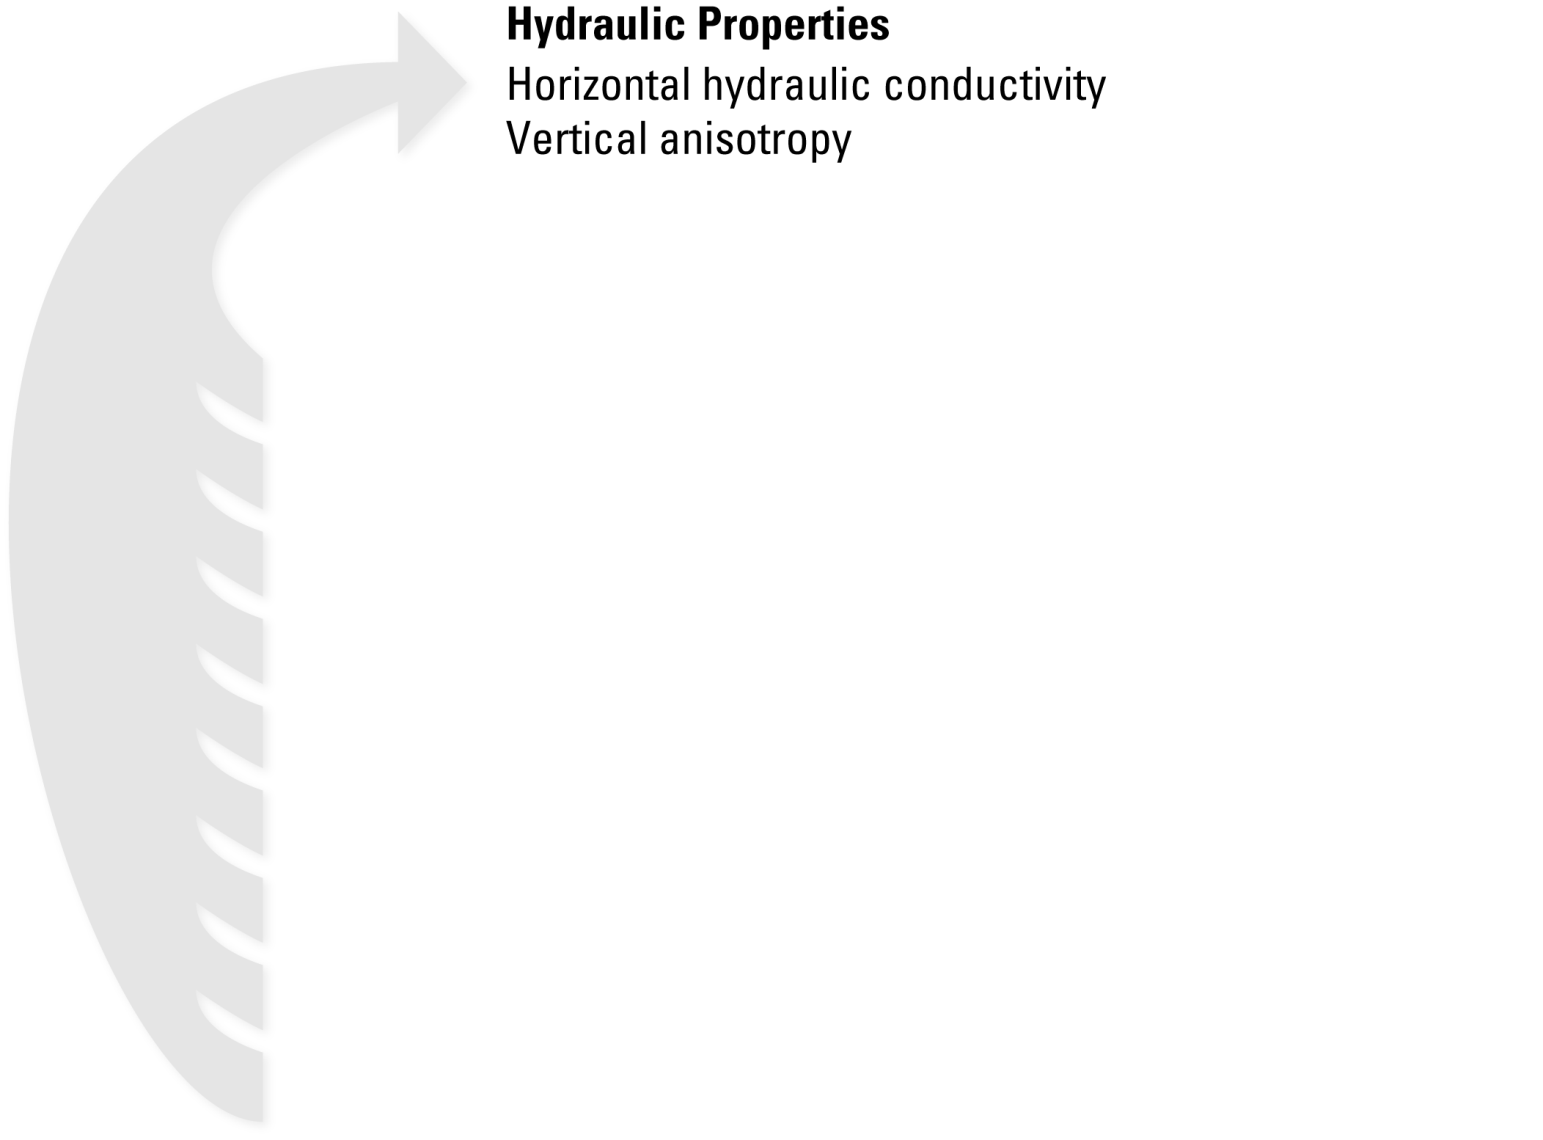 Hydraulic Properties
Horizontal hydraulic conductivity
Vertical anisotropy